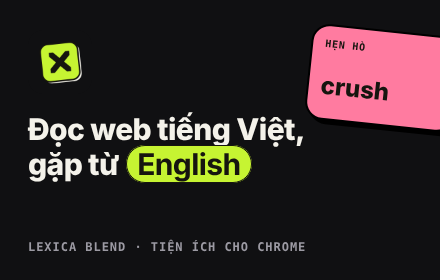 HẸN HÒ
crush
Đọc web tiếng Việt,
gặp từ English
LEXICA BLEND · TIỆN ÍCH CHO CHROME